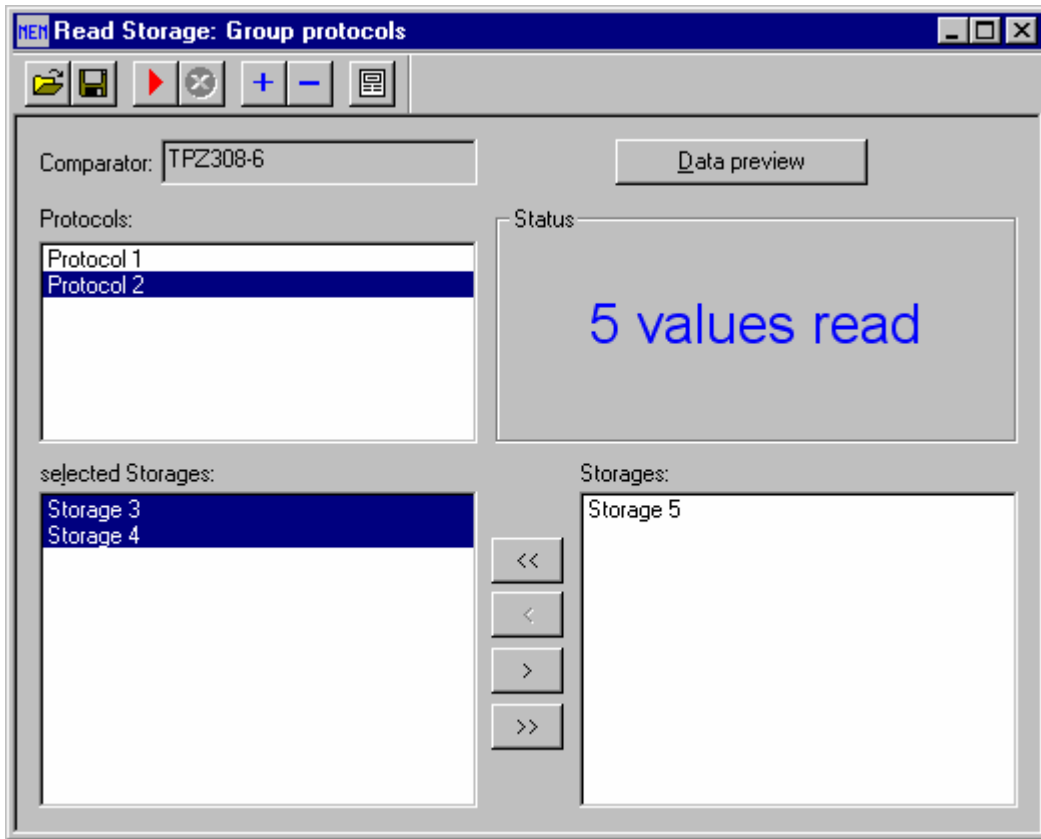 MEM Read Storage: Group protocols
Comparator: TPZ308-6
Data preview
Protocols:
Protocol 1
Protocol 2
Status
5 values read
selected Storages:
Storage 3
Storage 4
<<
<
>
>>
Storages:
Storage 5